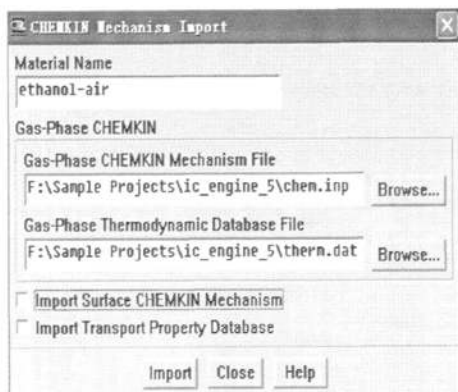 CHEMKIN Mechanism Import
Material Name
ethanol-air
Gas-Phase CHEMKIN
Gas-Phase CHEMKIN Mechanism File
F:\Sample Projects\ic_engine_5\chem.inp
Browse...
Gas-Phase Thermodynamic Database File
F:\Sample Projects\ic_engine_5\therm.dat
Browse...
Import Surface CHEMKIN Mechanism
Import Transport Property Database
Import Close Help